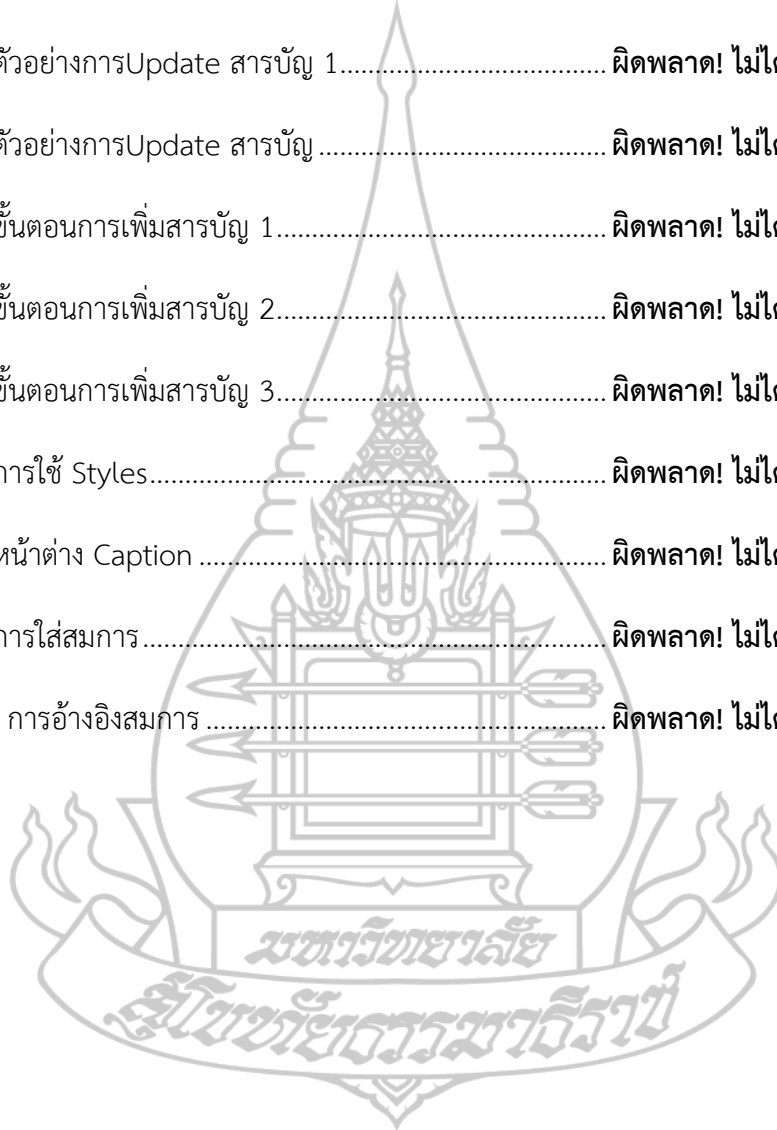 ตัวอย่างการUpdate สารบัญ 1.................................... ผิดพลาด! ไม่ได้
ตัวอย่างการUpdate สารบัญ....................................... ผิดพลาด! ไม่ได้
ขั้นตอนการเพิ่มสารบัญ 1............................................. ผิดพลาด! ไม่ได้
ขั้นตอนการเพิ่มสารบัญ 2............................................. ผิดพลาด! ไม่ได้
ขั้นตอนการเพิ่มสารบัญ 3............................................. ผิดพลาด! ไม่ได้
การใช้ Styles.............................................................. ผิดพลาด! ไม่ได้
หน้าต่าง Caption ....................................................... ผิดพลาด! ไม่ได้
การใส่สมการ............................................................... ผิดพลาด! ไม่ได้
การอ้างอิงสมการ ...................................................... ผิดพลาด! ไม่ได้
มหาวิทยาลัย
สุโขทัยธรรมาธิราช